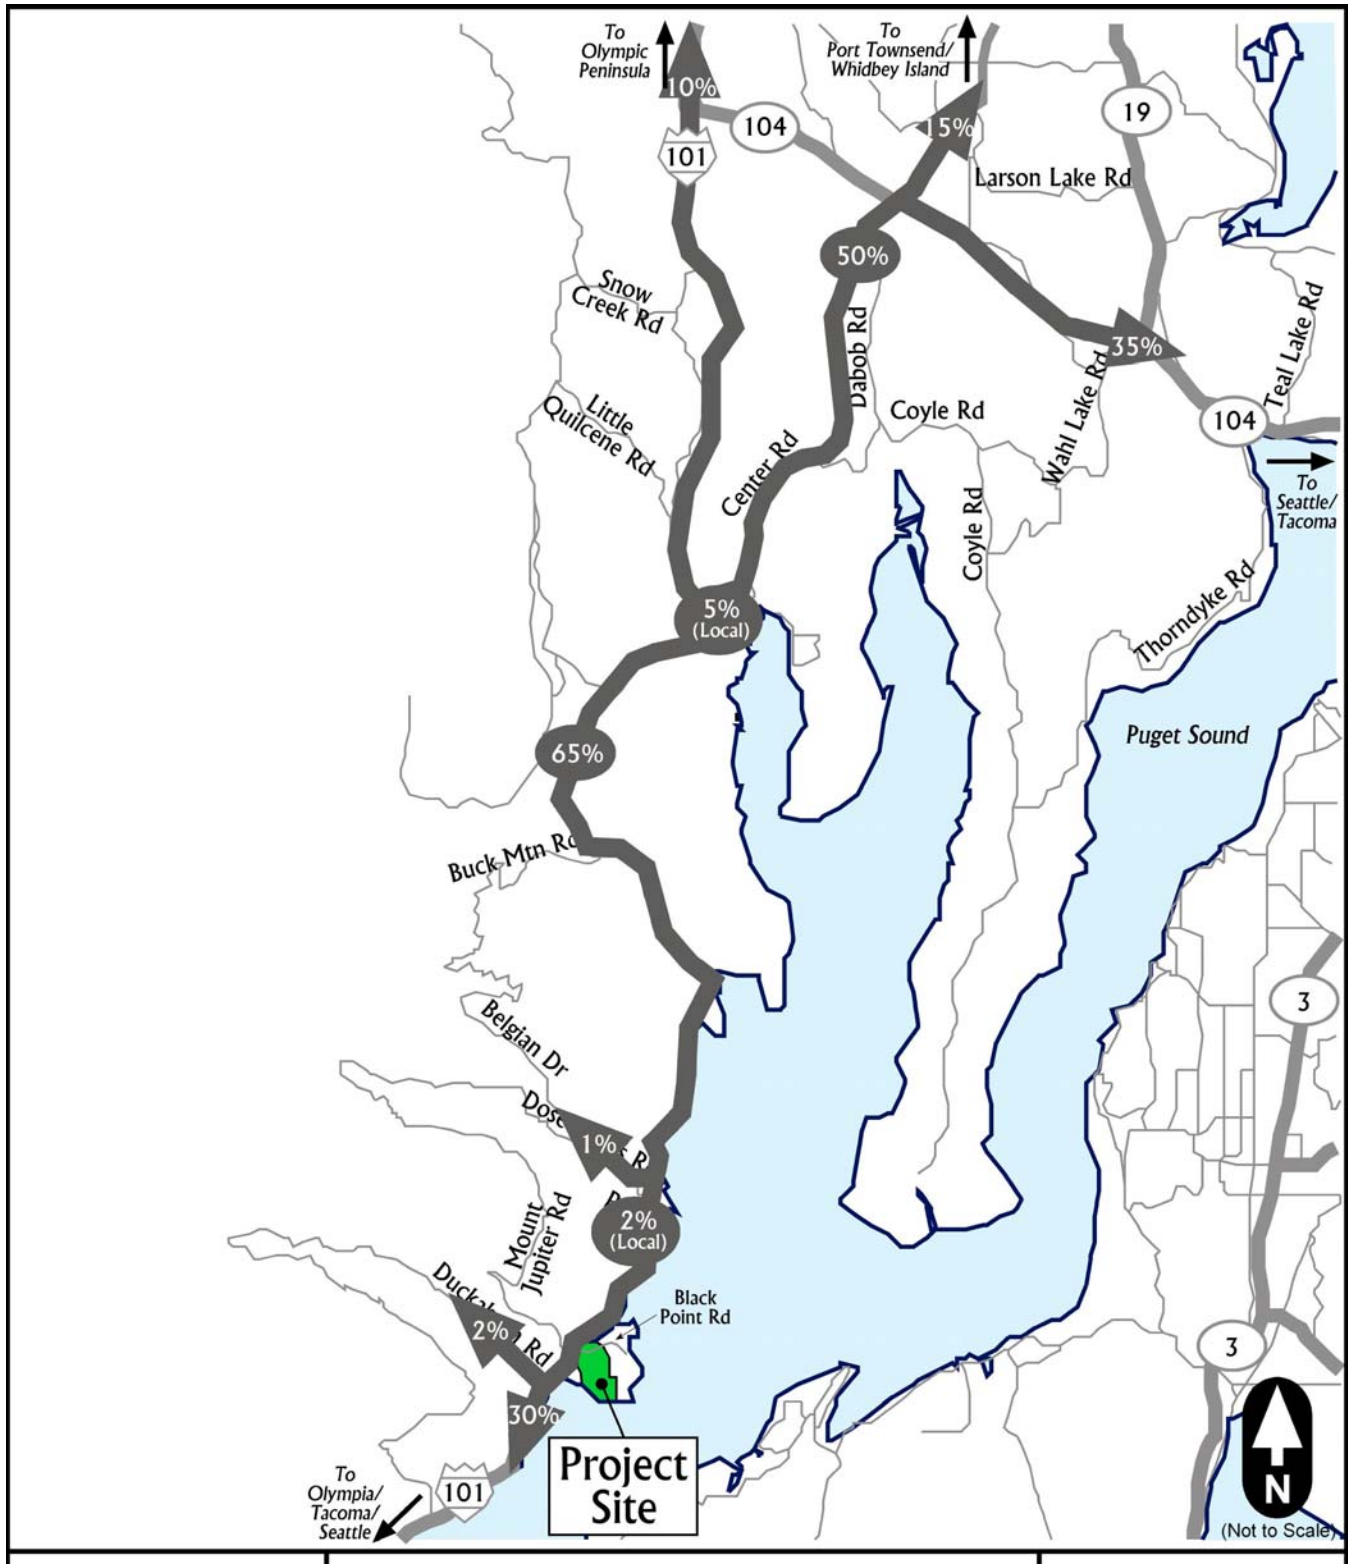 To
Olympic
Peninsula
10%
To
Port Townsend/
Whidbey Island
15%
104
101
19
Larson Lake Rd
50%
Snow
Creek Rd
Dabob Rd
35%
Teal Lake Rd
Wahl Lake Rd
Little
Quilcene Rd
Coyle Rd
104
Center Rd
To
Seattle/
Tacoma
Coyle Rd
Thorndyke Rd
5%
(Local)
Puget Sound
65%
Buck Mtn Rd
3
Belgian Dr
1%
2%
(Local)
Mount
Jupiter Rd
Black
Point Rd
2%
Rd
3
30%
Project
Site
101
To
Olympia/
Tacoma/
Seattle
N
(Not to Scale)